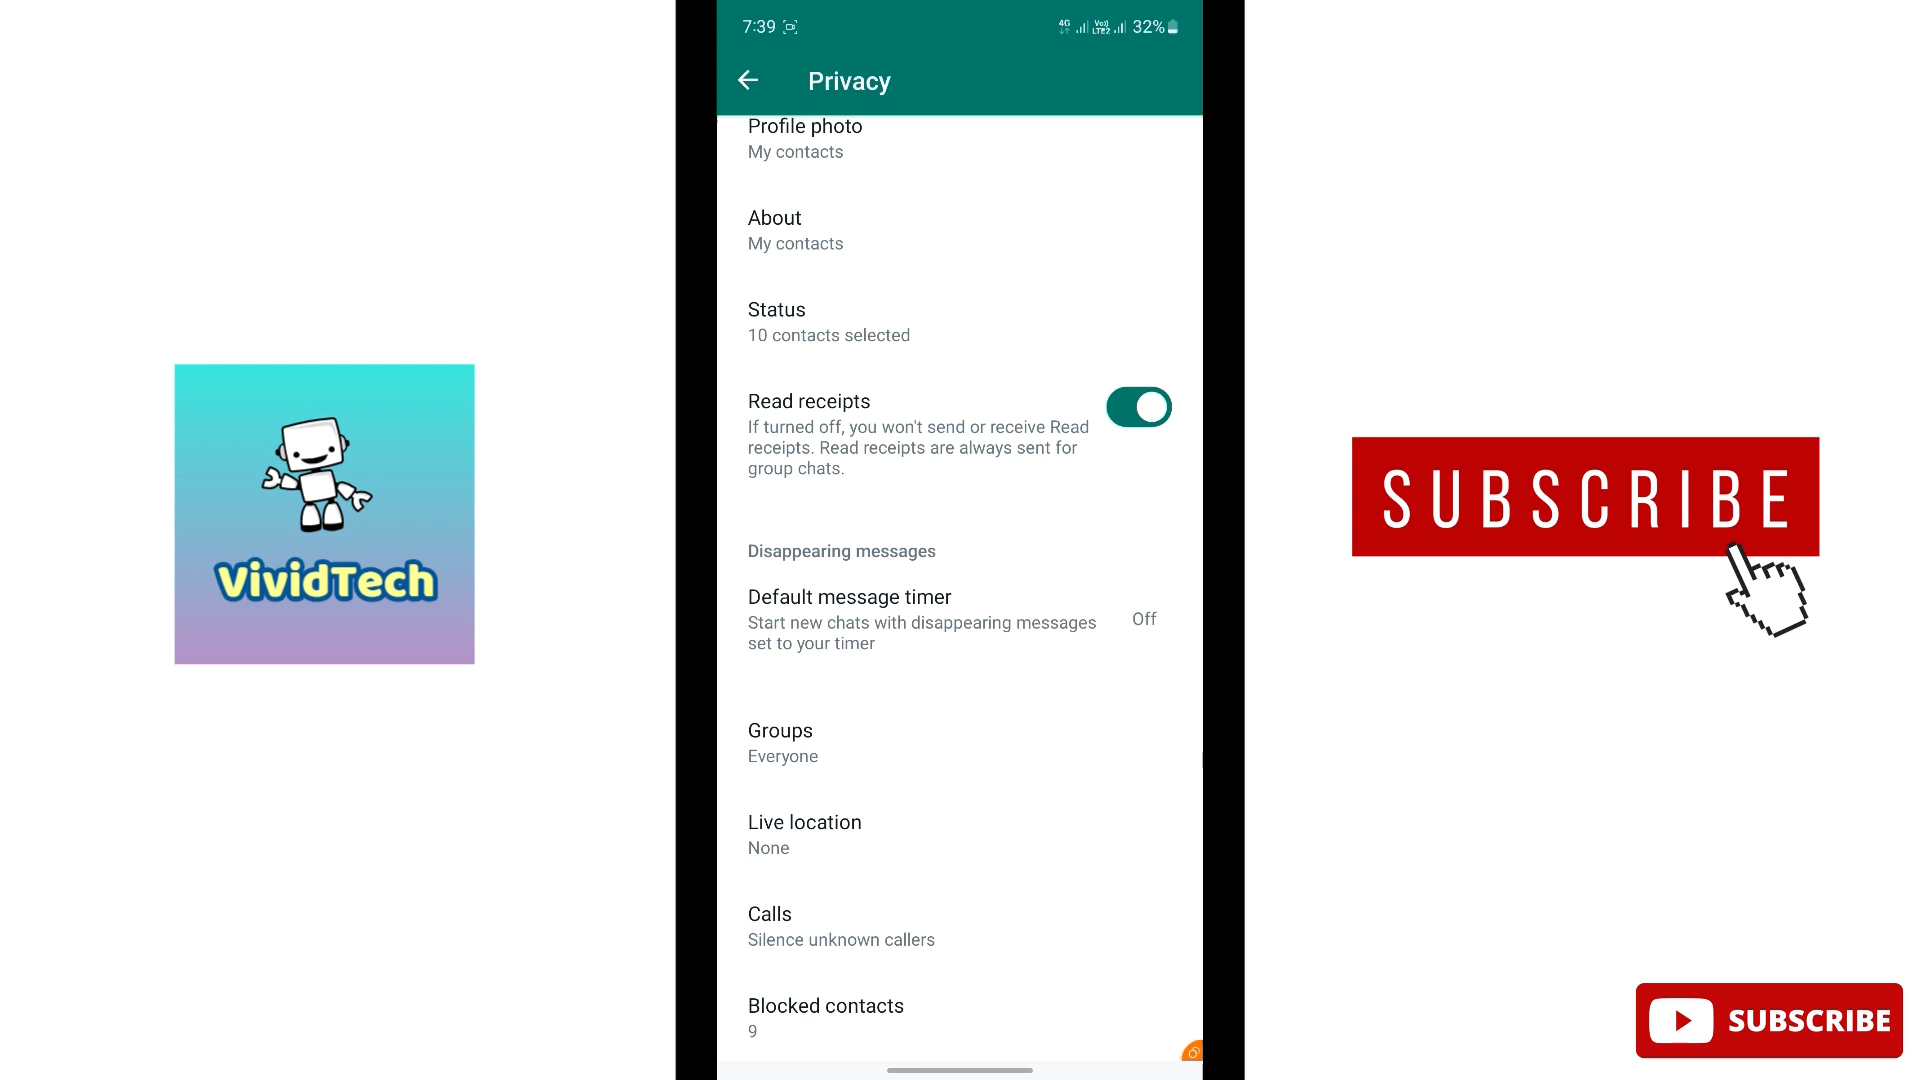 7:39
4G Vo)) LTE2 32%
Privacy
Profile photo
My contacts
About
My contacts
Status
10 contacts selected
Read receipts
If turned off, you won't send or receive Read
receipts. Read receipts are always sent for
group chats.
Disappearing messages
Default message timer
Start new chats with disappearing messages
set to your timer
Off
Groups
Everyone
Live location
None
Calls
Silence unknown callers
Blocked contacts
9
VividTech
SUBSCRIBE
SUBSCRIBE